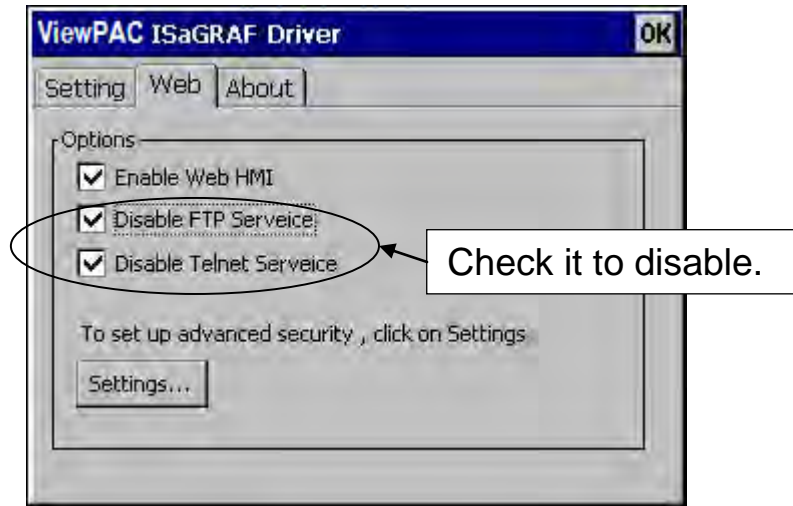 ViewPAC ISaGRAF Driver OK
Setting Web About
Options
Enable Web HMI
Disable FTP Serveice
Disable Telnet Serveice
Check it to disable.
To set up advanced security , click on Settings
Settings...